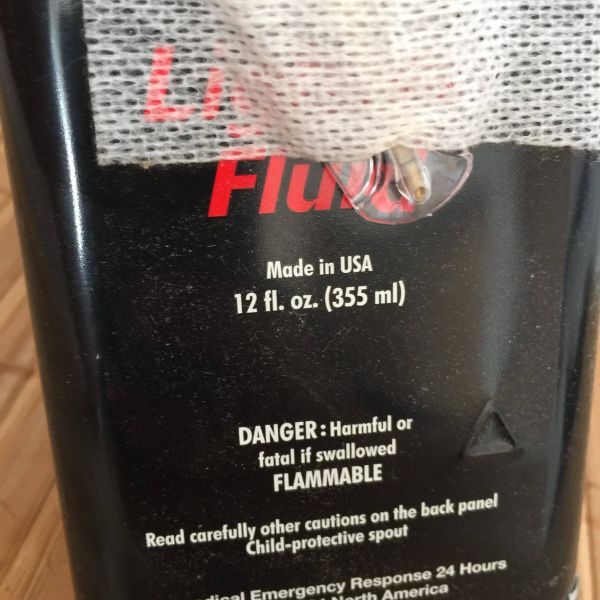 Fluid
Made in USA
12 fl. oz. (355 ml)
DANGER: Harmful or
fatal if swallowed
FLAMMABLE
Read carefully other cautions on the back panel
Child-protective spout
Emergency Response 24 Hours
North America